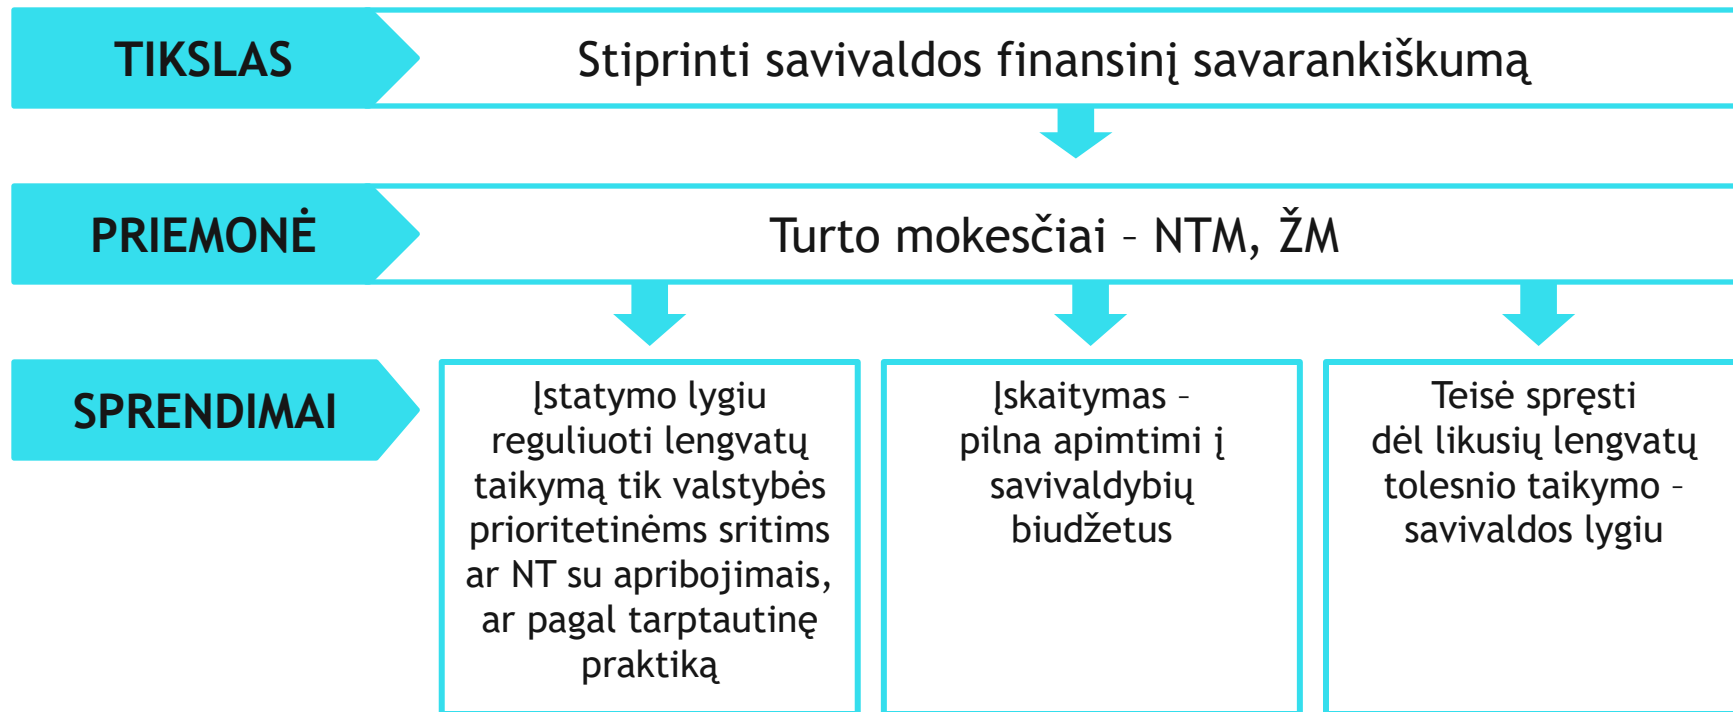 TIKSLAS
Stiprinti savivaldos finansinį savarankiškumą
PRIEMONĖ
Turto mokesčiai – NTM, ŽM
SPRENDIMAI
Įstatymo lygiu
reguliuoti lengvatų
taikymą tik valstybės
prioritetinėms sritims
ar NT su apribojimais,
ar pagal tarptautinę
praktiką
Įskaitymas –
pilna apimtimi į
savivaldybių
biudžetus
Teisė spręsti
dėl likusių lengvatų
tolesnio taikymo –
savivaldos lygiu